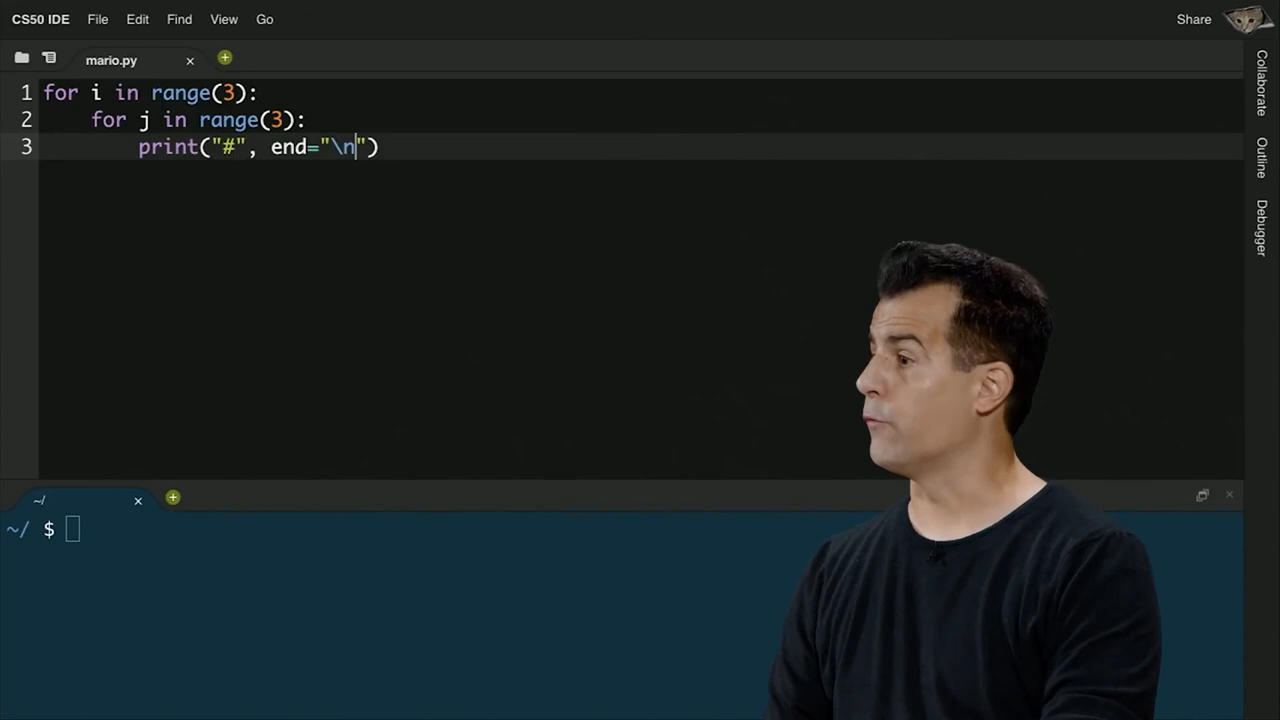 CS50 IDE File Edit Find View Go Share
mario.py
1 for i in range(3):
2     for j in range(3):
3         print("#", end="\n")
~/
~/ $
Collaborate
Outline
Debugger